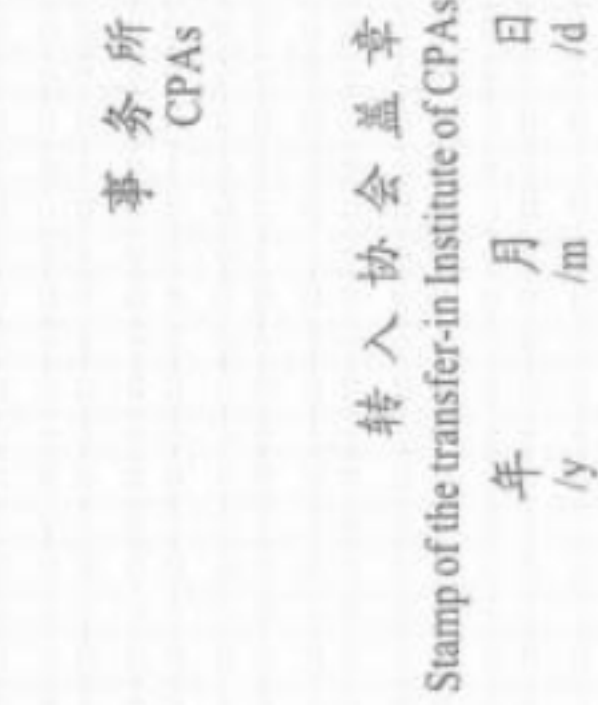 事务所
CPAs
转入协会盖章
Stamp of the transfer-in Institute of CPAs
年 月 日
/y /m /d